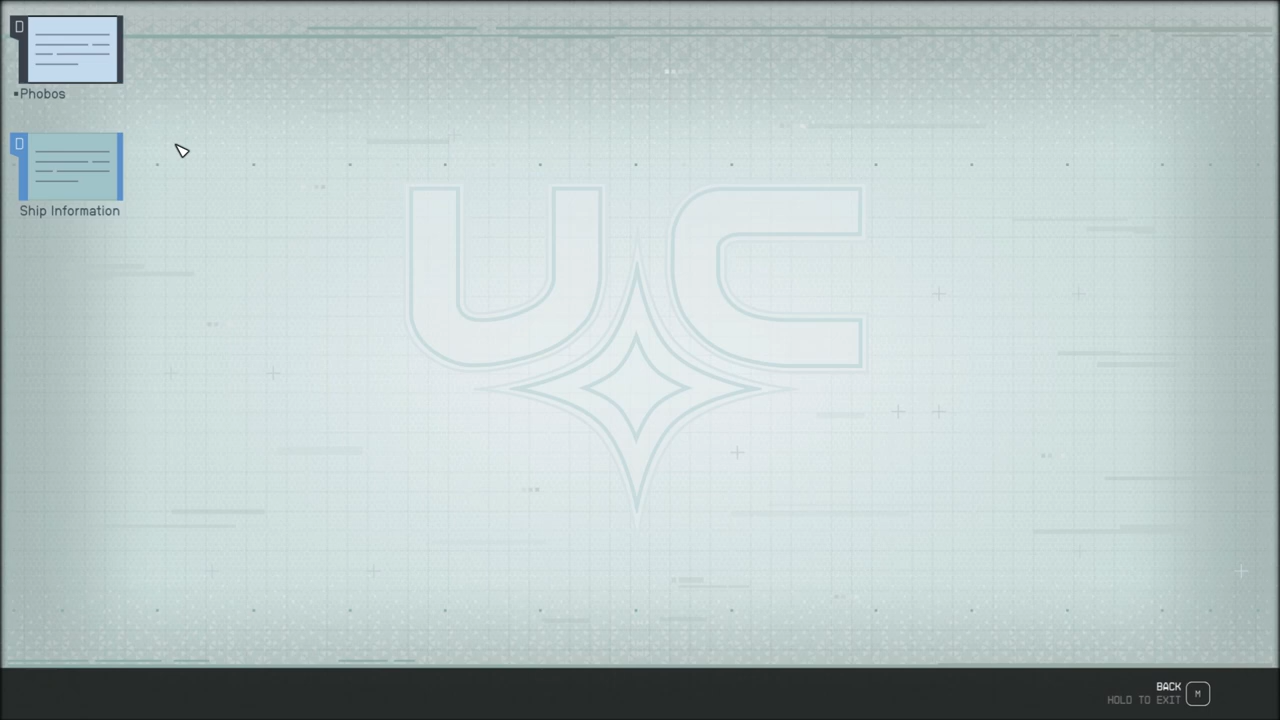 D
Phobos
D
Ship Information
UC
BACK
HOLD TO EXIT
M